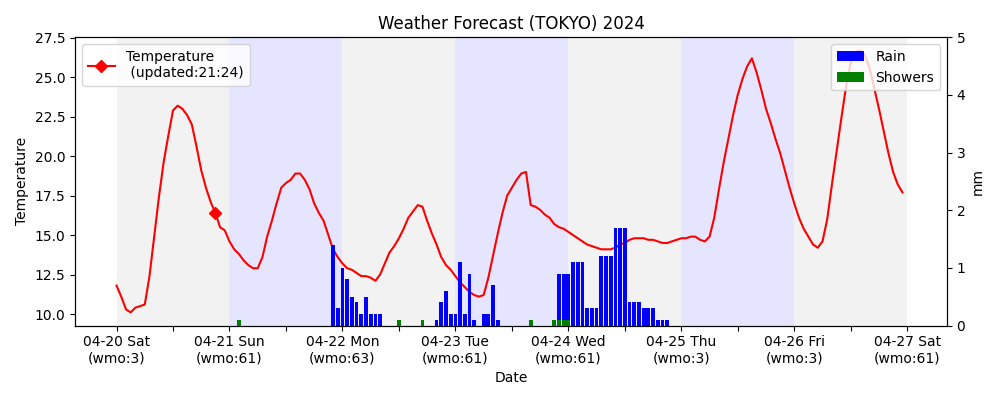 Weather Forecast (TOKYO) 2024
Temperature
(updated:21:24)
Rain
Showers
27.5
25.0
22.5
20.0
17.5
15.0
12.5
10.0
Temperature
5
4
3
2
1
0
mm
04-20 Sat
(wmo:3)
04-21 Sun
(wmo:61)
04-22 Mon
(wmo:63)
04-23 Tue
(wmo:61)
04-24 Wed
(wmo:61)
04-25 Thu
(wmo:3)
04-26 Fri
(wmo:3)
04-27 Sat
(wmo:61)
Date